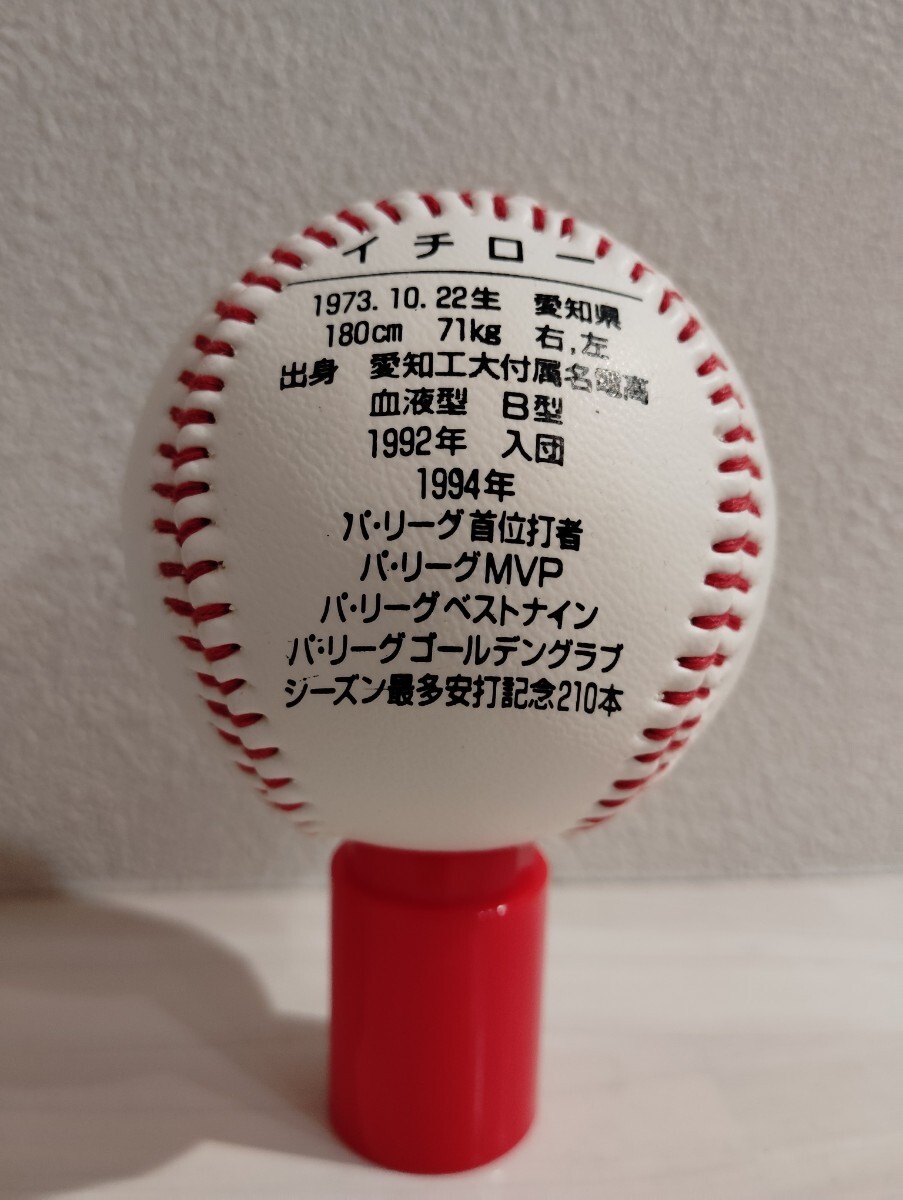 イチロー
1973.10.22生 愛知県
180cm 71kg 右,左
出身 愛知工大付属名電高
血液型 B型
1992年 入団
1994年
パ・リーグ首位打者
パ・リーグMVP
パ・リーグベストナイン
パ・リーグゴールデングラブ
シーズン最多安打記念210本